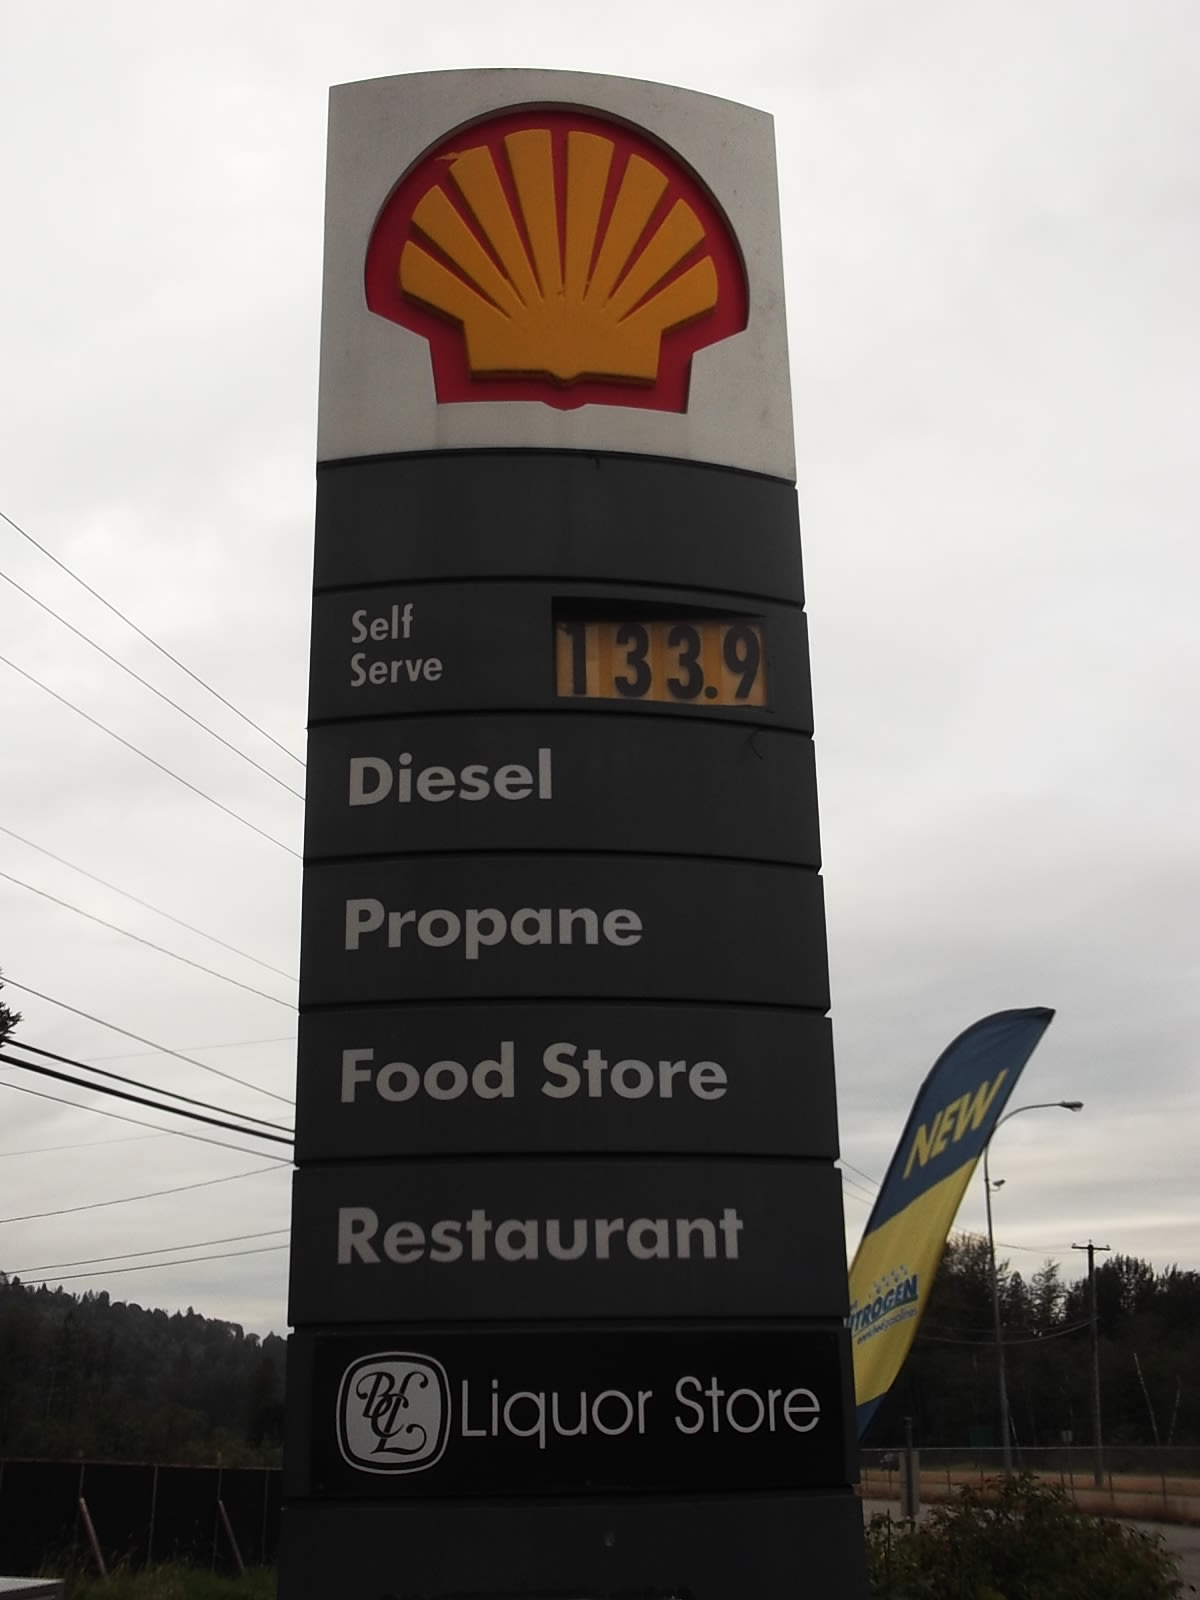 Self
Serve
133.9
Diesel
Propane
Food Store
Restaurant
BCL Liquor Store
NEW
ITROGEN